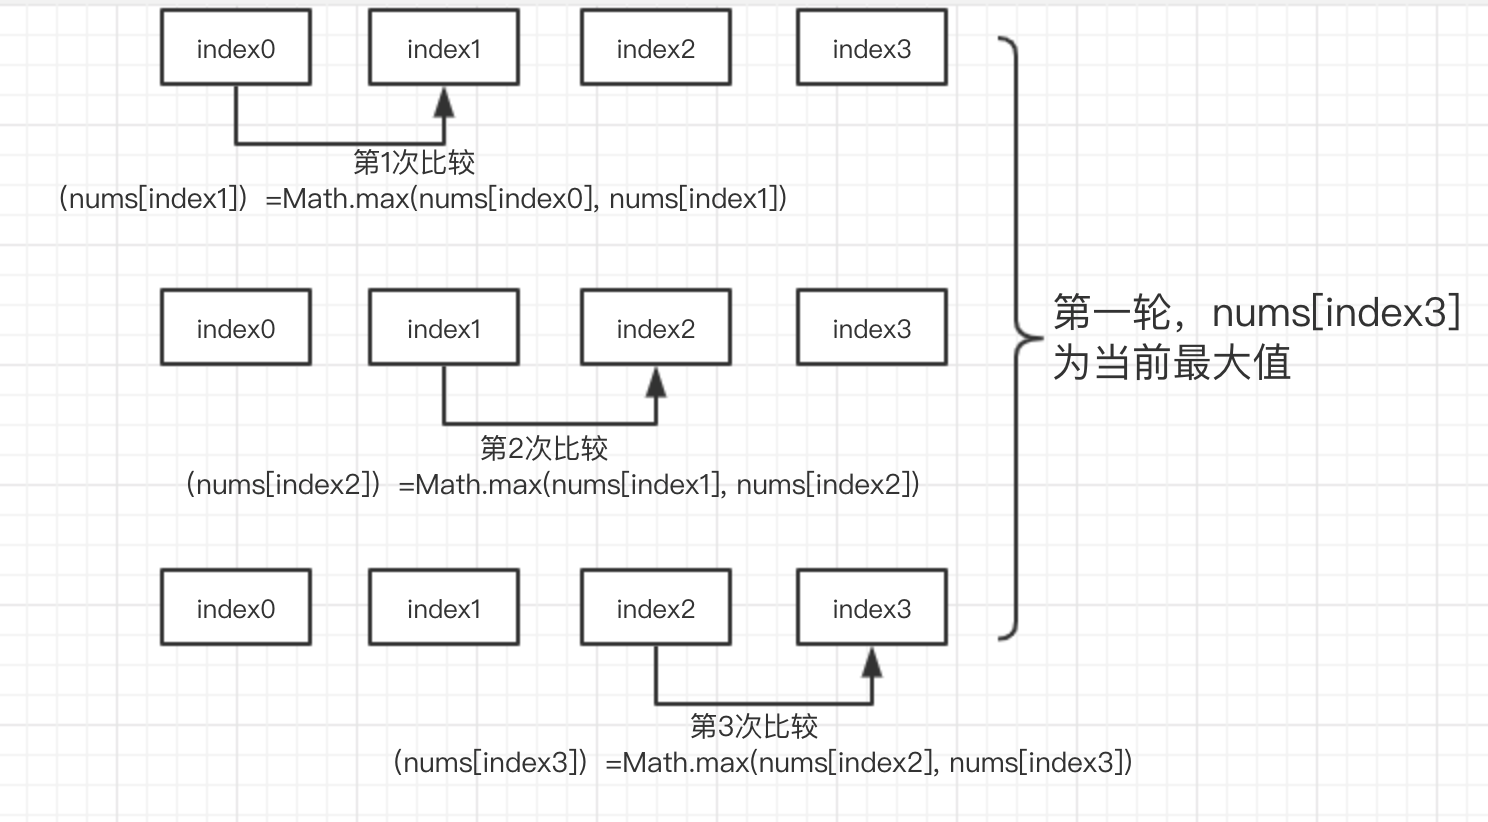 index0 index1 index2 index3
第1次比较
(nums[index1]) =Math.max(nums[index0], nums[index1])
index0 index1 index2 index3
第一轮，nums[index3]
为当前最大值
第2次比较
(nums[index2]) =Math.max(nums[index1], nums[index2])
index0 index1 index2 index3
第3次比较
(nums[index3]) =Math.max(nums[index2], nums[index3])